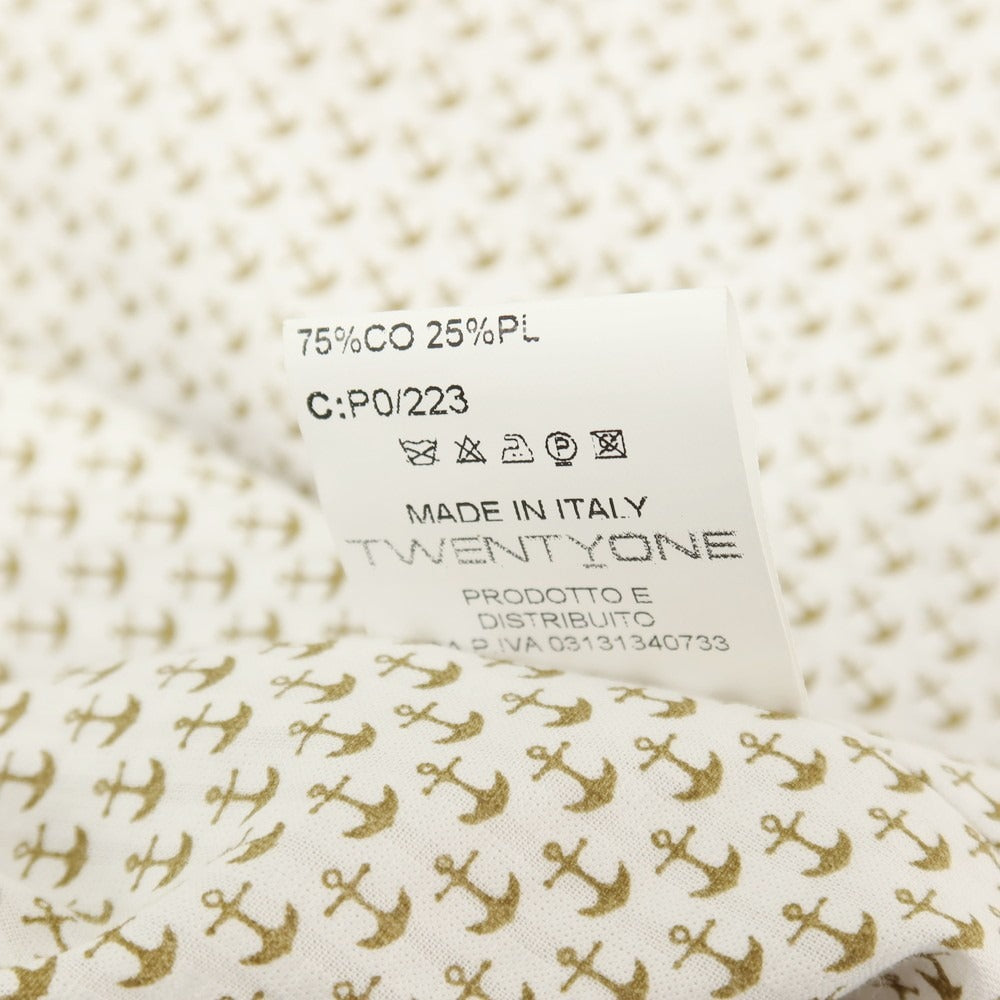 75%CO 25%PL
C:P0/223
P
MADE IN ITALY
TWENTYONE
PRODOTTO E
DISTRIBUITO
P.IVA 03131340733